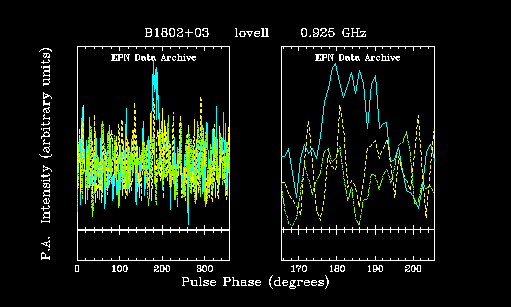 B1802+03 lovell 0.925 GHz
EPN Data Archive EPN Data Archive
P.A. Intensity (arbitrary units)
0 100 200 300 170 180 190 200
Pulse Phase (degrees)